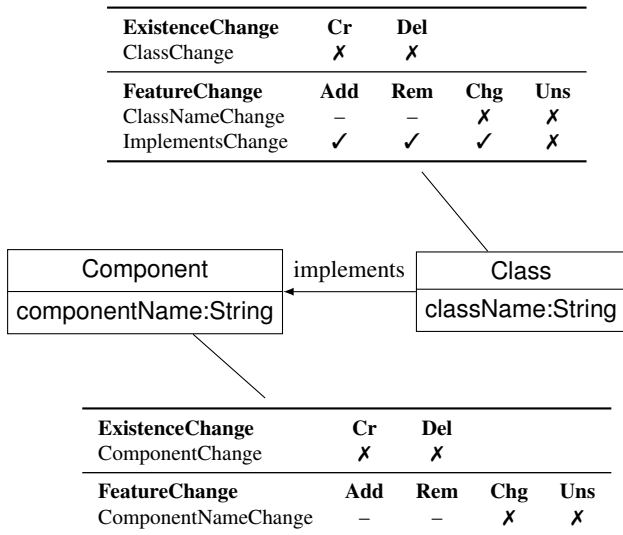 ExistenceChange Cr Del
ClassChange ✗ ✗
FeatureChange Add Rem Chg Uns
ClassNameChange – – ✗ ✗
ImplementsChange ✓ ✓ ✓ ✗
Component implements Class
componentName:String className:String
ExistenceChange Cr Del
ComponentChange ✗ ✗
FeatureChange Add Rem Chg Uns
ComponentNameChange – – ✗ ✗